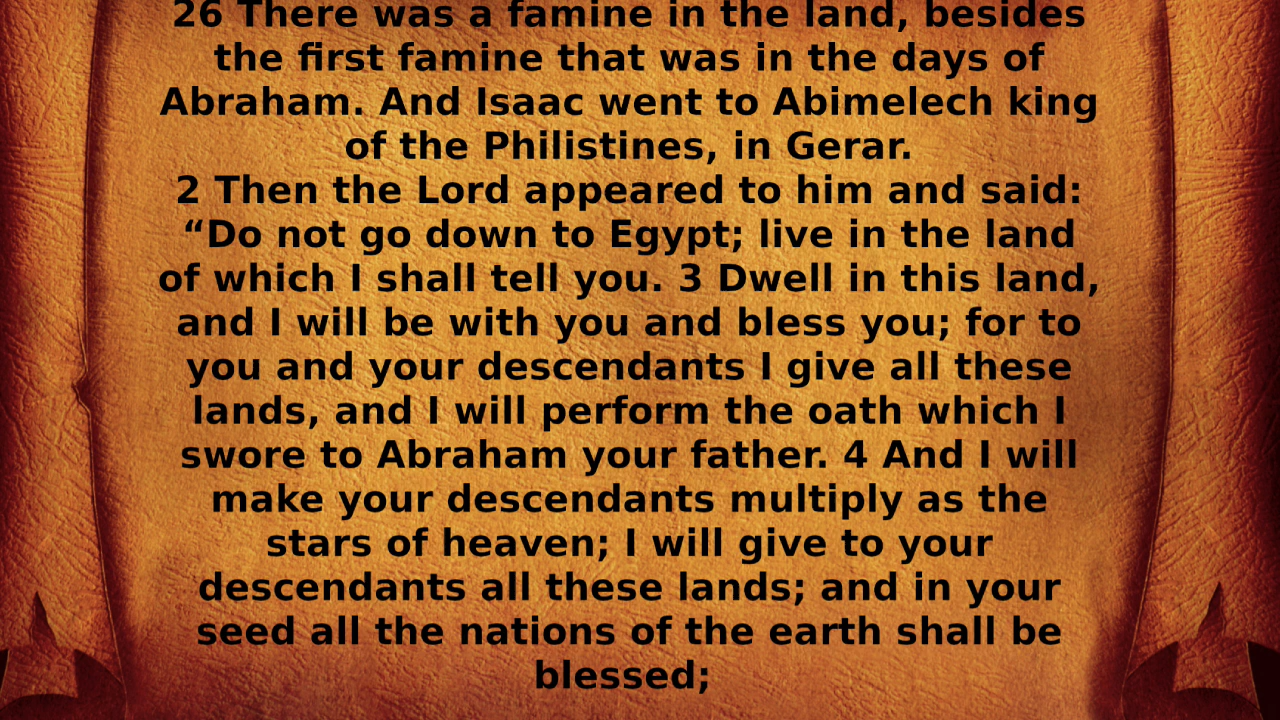 26 There was a famine in the land, besides
the first famine that was in the days of
Abraham. And Isaac went to Abimelech king
of the Philistines, in Gerar.
2 Then the Lord appeared to him and said:
“Do not go down to Egypt; live in the land
of which I shall tell you. 3 Dwell in this land,
and I will be with you and bless you; for to
you and your descendants I give all these
lands, and I will perform the oath which I
swore to Abraham your father. 4 And I will
make your descendants multiply as the
stars of heaven; I will give to your
descendants all these lands; and in your
seed all the nations of the earth shall be
blessed;